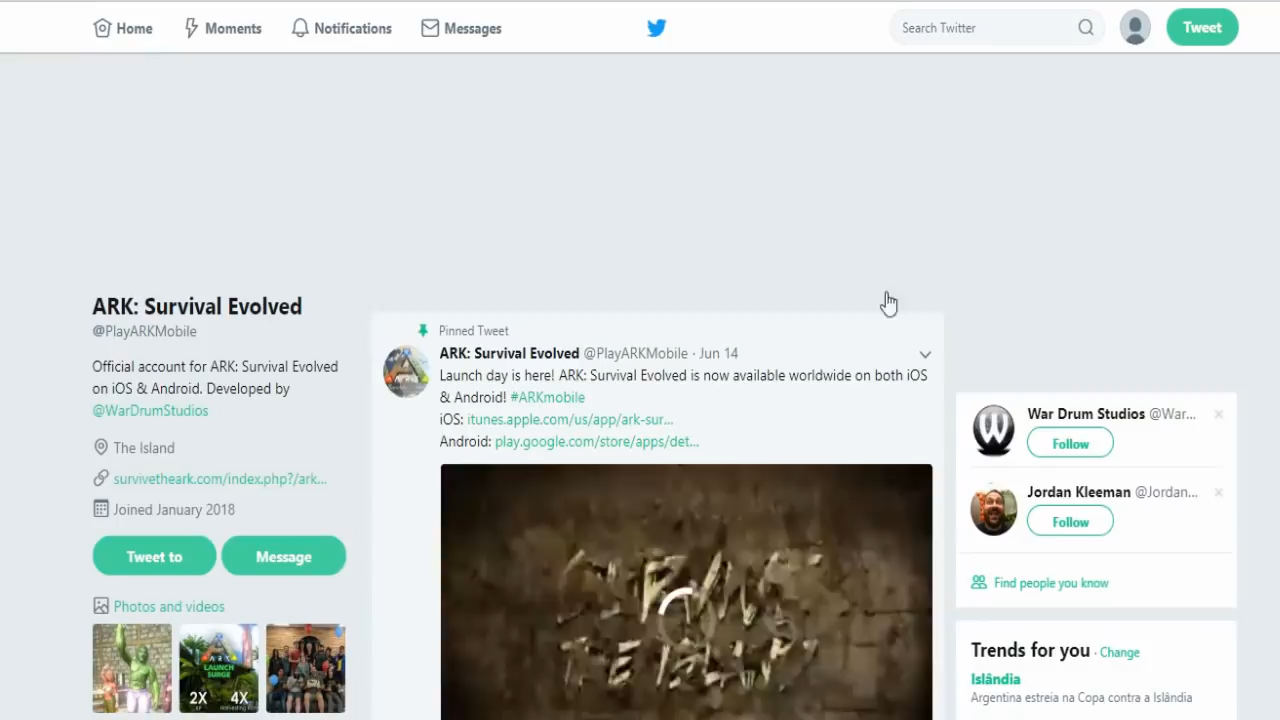 Home
Moments
Notifications
Messages
Search Twitter
Tweet
ARK: Survival Evolved
@PlayARKMobile
Official account for ARK: Survival Evolved
on iOS & Android. Developed by
@WarDrumStudios
The Island
survivetheark.com/index.php?/ark...
Joined January 2018
Tweet to
Message
Photos and videos
ARK
LAUNCH
SURGE
2X 4X
Pinned Tweet
ARK: Survival Evolved @PlayARKMobile · Jun 14
Launch day is here! ARK: Survival Evolved is now available worldwide on both iOS
& Android! #ARKmobile
iOS: itunes.apple.com/us/app/ark-sur...
Android: play.google.com/store/apps/det...
War Drum Studios @War...
Follow
Jordan Kleeman @Jordan...
Follow
Find people you know
Trends for you · Change
Islândia
Argentina estreia na Copa contra a Islândia